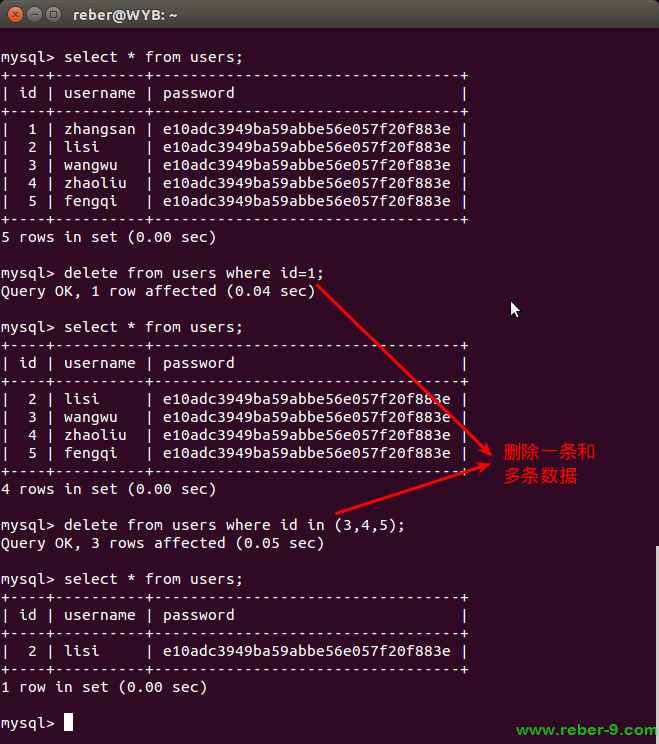 reber@WYB: ~
mysql> select * from users;
+----+----------+----------------------------------+
| id | username | password                         |
+----+----------+----------------------------------+
|  1 | zhangsan | e10adc3949ba59abbe56e057f20f883e |
|  2 | lisi     | e10adc3949ba59abbe56e057f20f883e |
|  3 | wangwu   | e10adc3949ba59abbe56e057f20f883e |
|  4 | zhaoliu  | e10adc3949ba59abbe56e057f20f883e |
|  5 | fengqi   | e10adc3949ba59abbe56e057f20f883e |
+----+----------+----------------------------------+
5 rows in set (0.00 sec)
mysql> delete from users where id=1;
Query OK, 1 row affected (0.04 sec)
mysql> select * from users;
+----+----------+----------------------------------+
| id | username | password                         |
+----+----------+----------------------------------+
|  2 | lisi     | e10adc3949ba59abbe56e057f20f883e |
|  3 | wangwu   | e10adc3949ba59abbe56e057f20f883e |
|  4 | zhaoliu  | e10adc3949ba59abbe56e057f20f883e |
|  5 | fengqi   | e10adc3949ba59abbe56e057f20f883e |
+----+----------+----------------------------------+
4 rows in set (0.00 sec)
删除一条和
多条数据
mysql> delete from users where id in (3,4,5);
Query OK, 3 rows affected (0.05 sec)
mysql> select * from users;
+----+----------+----------------------------------+
| id | username | password                         |
+----+----------+----------------------------------+
|  2 | lisi     | e10adc3949ba59abbe56e057f20f883e |
+----+----------+----------------------------------+
1 row in set (0.00 sec)
mysql>
www.reber-9.com